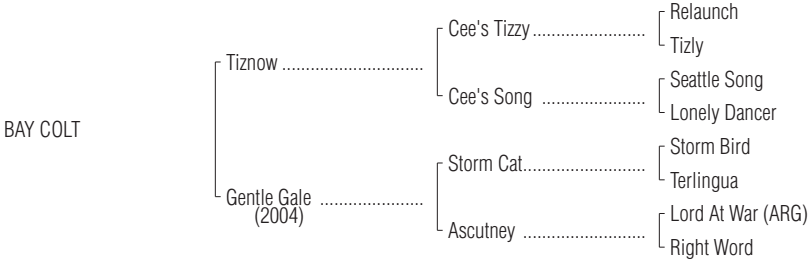 Relaunch
Cee's Tizzy ........................
Tizly
Tiznow ..............................
Seattle Song
Cee's Song ......................
Lonely Dancer
BAY COLT
Storm Bird
Storm Cat..........................
Terlingua
Gentle Gale ......................
(2004)
Lord At War (ARG)
Ascutney ..........................
Right Word